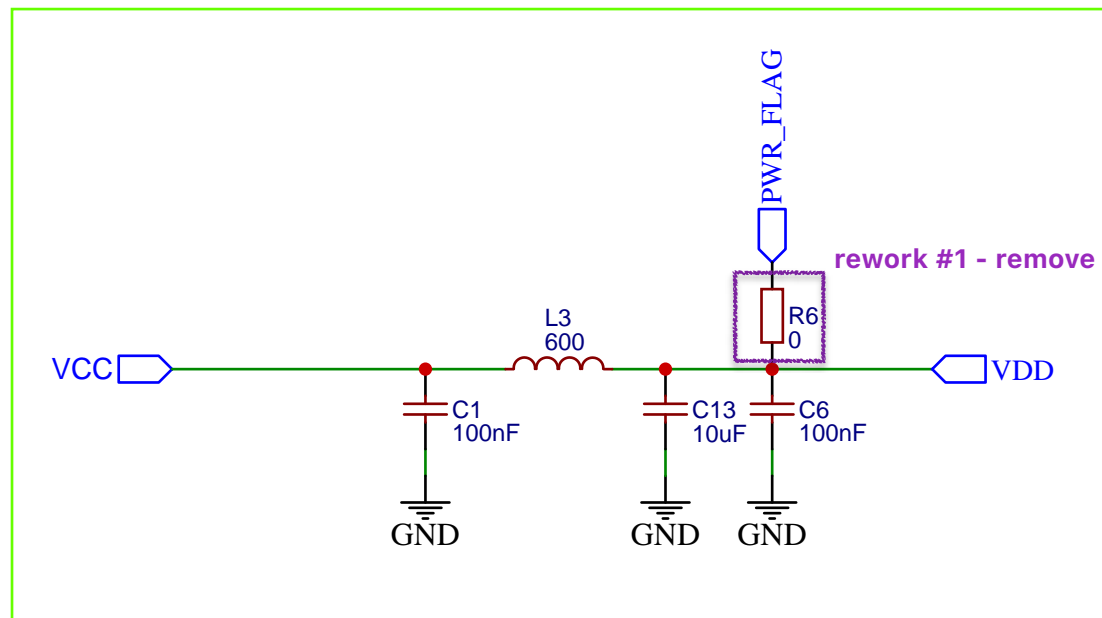 PWR_FLAG
rework #1 - remove
R6
0
L3
600
VCC
VDD
C1
100nF
C13
10uF
C6
100nF
GND
GND
GND